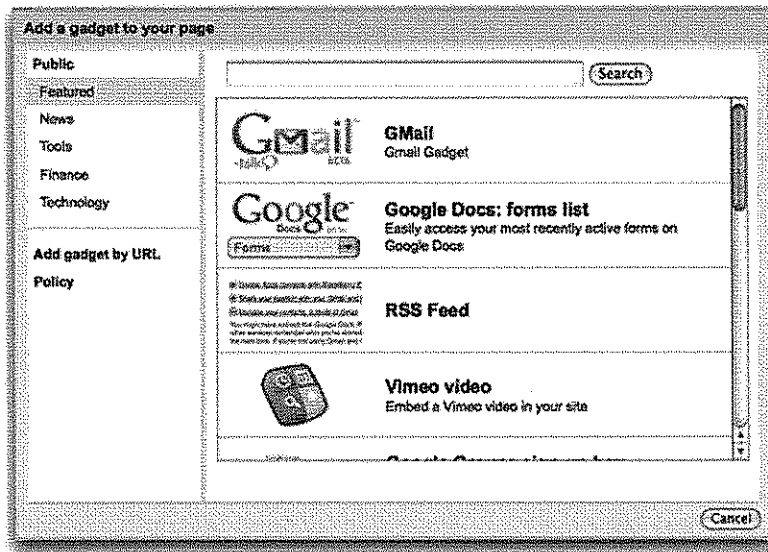 Add a gadget to your page
Public
Featured
News
Tools
Finance
Technology
Add gadget by URL
Policy
Search
GMail
Gmail Gadget
Google Docs: forms list
Easily access your most recently active forms on
Google Docs
Forms
RSS Feed
Vimeo video
Embed a Vimeo video in your site
Cancel